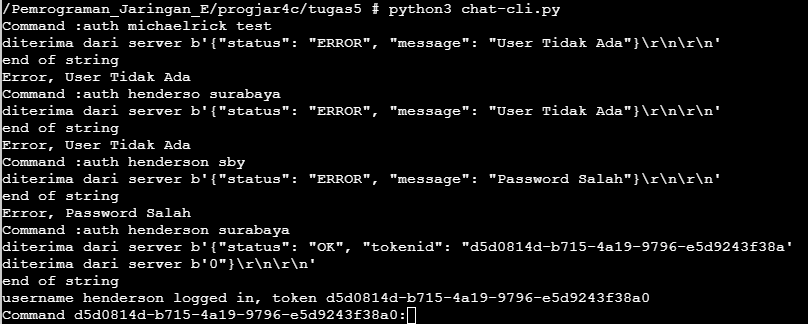 /Pemrograman_Jaringan_E/progjar4c/tugas5 # python3 chat-cli.py
Command :auth michaelrick test
diterima dari server b'{"status": "ERROR", "message": "User Tidak Ada"}\r\n\r\n'
end of string
Error, User Tidak Ada
Command :auth henderso surabaya
diterima dari server b'{"status": "ERROR", "message": "User Tidak Ada"}\r\n\r\n'
end of string
Error, User Tidak Ada
Command :auth henderson sby
diterima dari server b'{"status": "ERROR", "message": "Password Salah"}\r\n\r\n'
end of string
Error, Password Salah
Command :auth henderson surabaya
diterima dari server b'{"status": "OK", "tokenid": "d5d0814d-b715-4a19-9796-e5d9243f38a'
diterima dari server b'0"}\r\n\r\n'
end of string
username henderson logged in, token d5d0814d-b715-4a19-9796-e5d9243f38a0
Command d5d0814d-b715-4a19-9796-e5d9243f38a0: